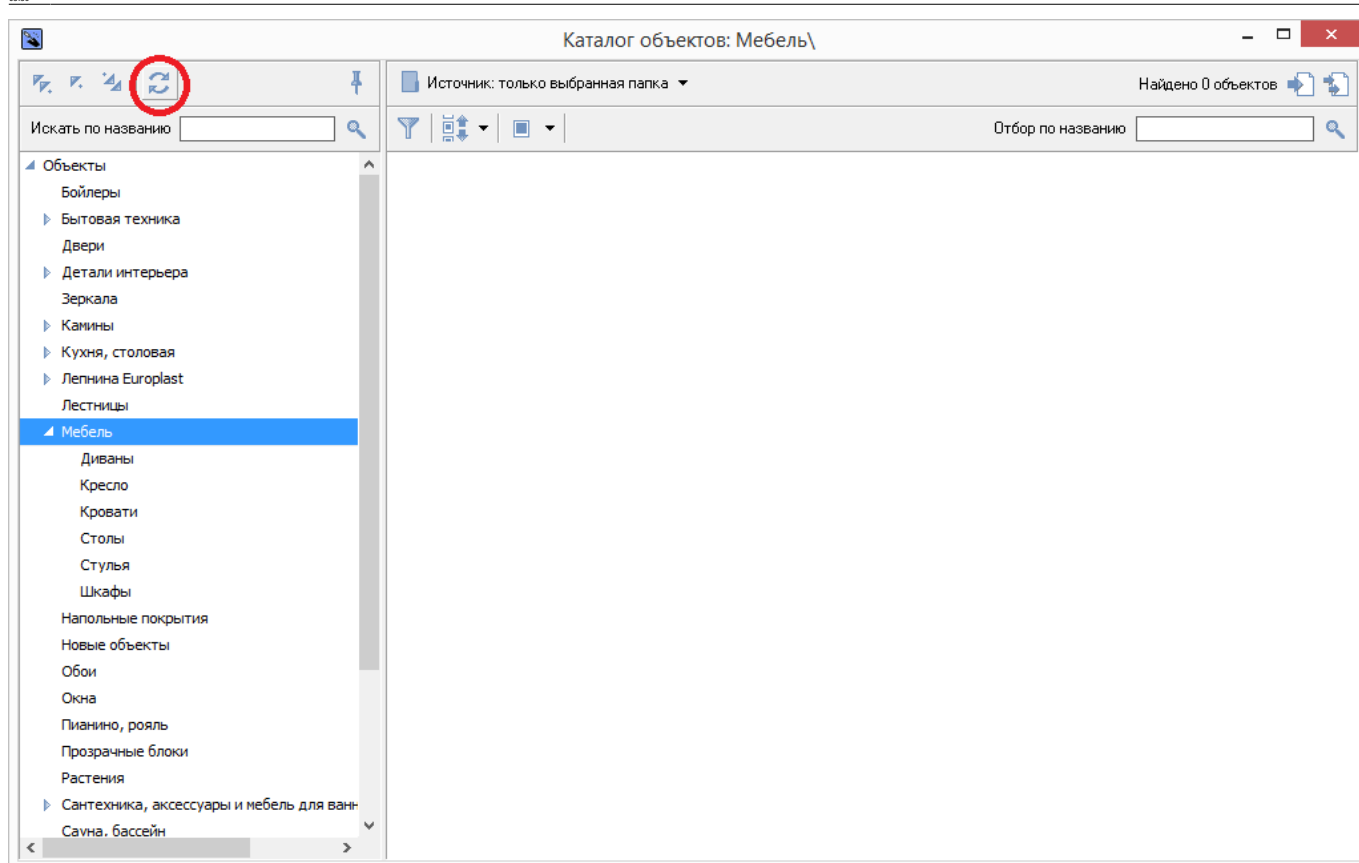 Каталог объектов: Мебель\
Источник: только выбранная папка
Найдено 0 объектов
Искать по названию
Отбор по названию
Объекты
Бойлеры
Бытовая техника
Двери
Детали интерьера
Зеркала
Камины
Кухня, столовая
Лепнина Europlast
Лестницы
Мебель
Диваны
Кресло
Кровати
Столы
Стулья
Шкафы
Напольные покрытия
Новые объекты
Обои
Окна
Пианино, рояль
Прозрачные блоки
Растения
Сантехника, аксессуары и мебель для ванн
Сауна, бассейн